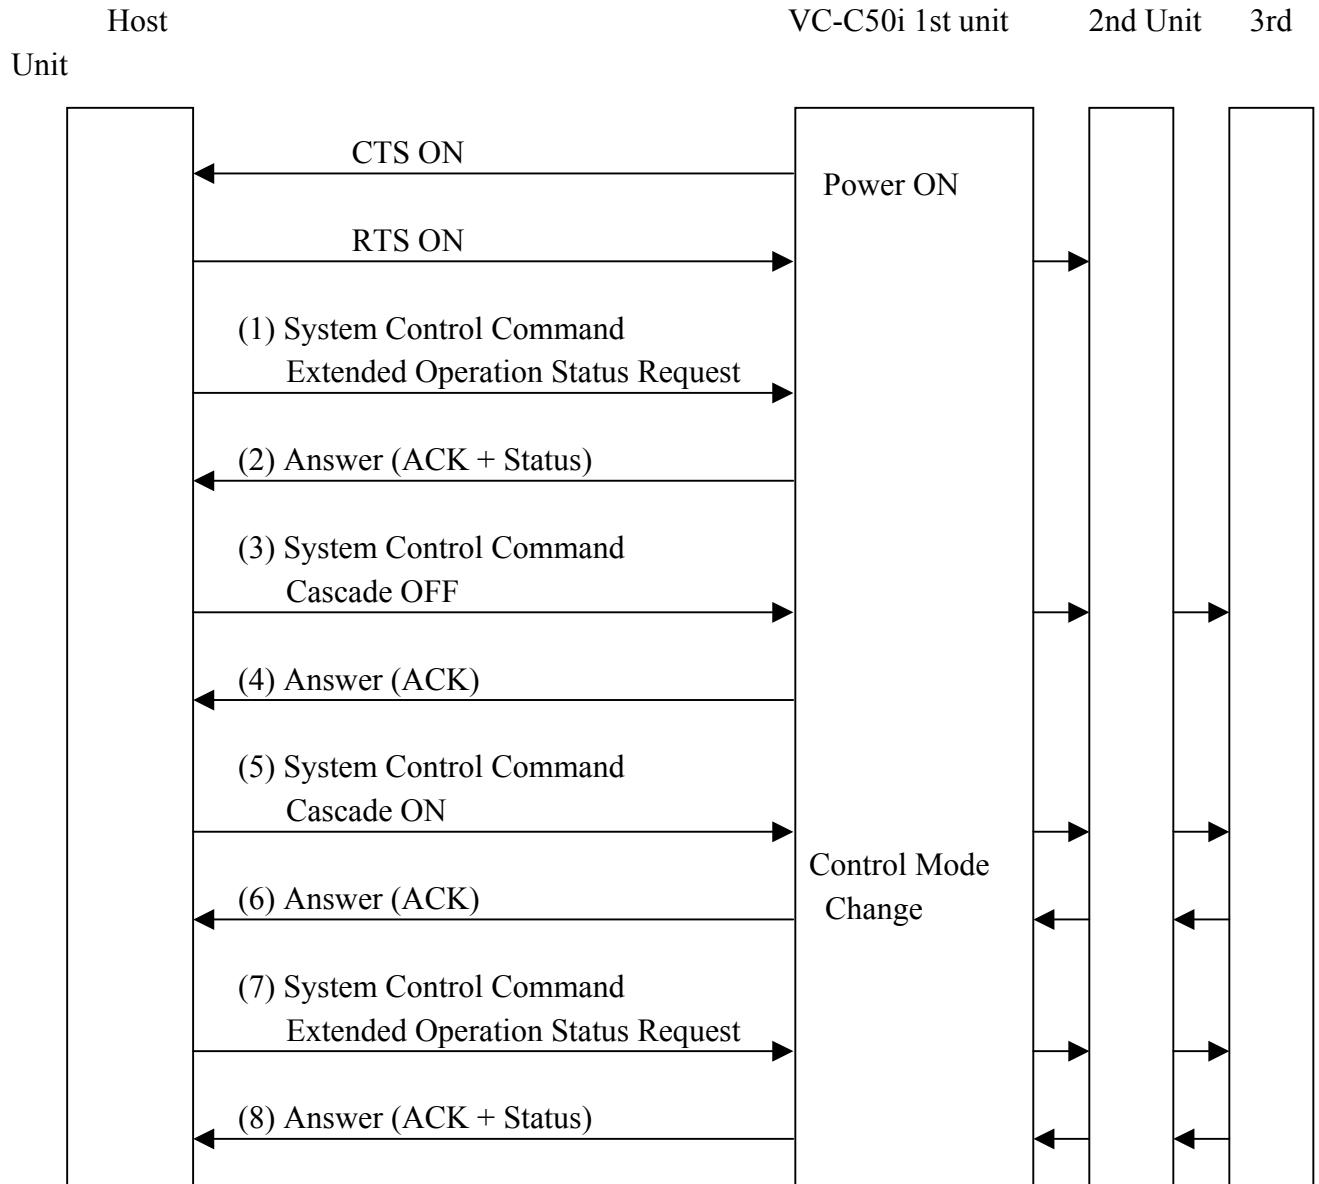 Host VC-C50i 1st unit 2nd Unit 3rd
Unit
CTS ON
Power ON
RTS ON
(1) System Control Command
Extended Operation Status Request
(2) Answer (ACK + Status)
(3) System Control Command
Cascade OFF
(4) Answer (ACK)
(5) System Control Command
Cascade ON
Control Mode
Change
(6) Answer (ACK)
(7) System Control Command
Extended Operation Status Request
(8) Answer (ACK + Status)